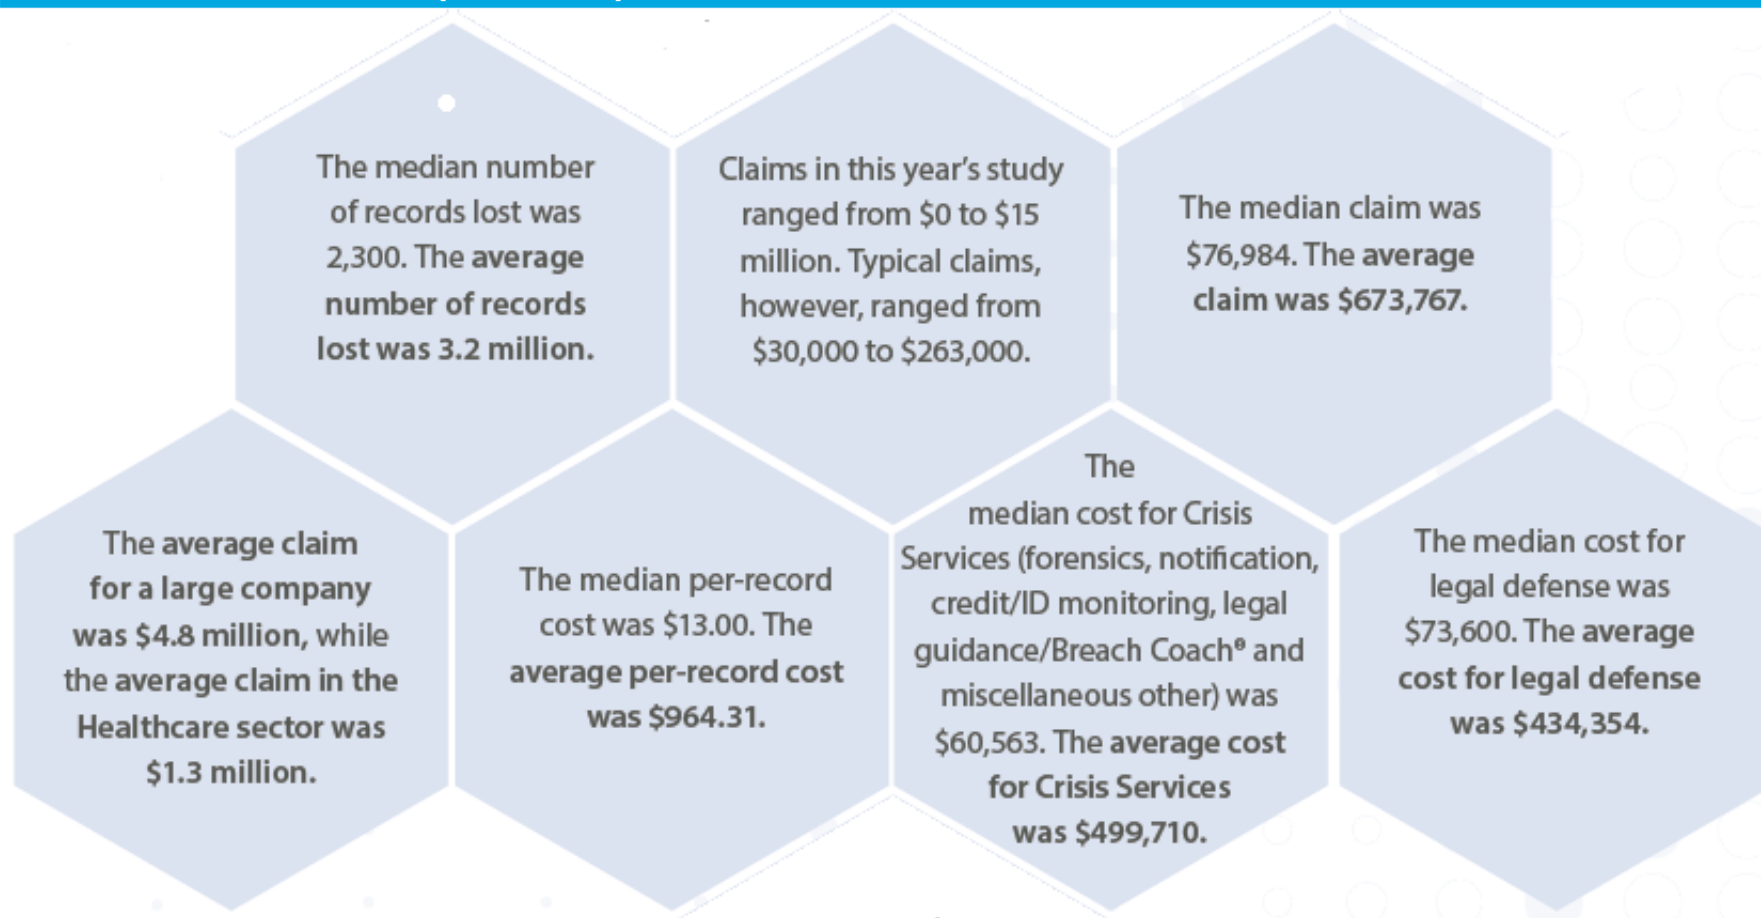 The median number
of records lost was
2,300. The average
number of records
lost was 3.2 million.
Claims in this year's study
ranged from $0 to $15
million. Typical claims,
however, ranged from
$30,000 to $263,000.
The median claim was
$76,984. The average
claim was $673,767.
The average claim
for a large company
was $4.8 million, while
the average claim in the
Healthcare sector was
$1.3 million.
The median per-record
cost was $13.00. The
average per-record cost
was $964.31.
The
median cost for Crisis
Services (forensics, notification,
credit/ID monitoring, legal
guidance/Breach Coach® and
miscellaneous other) was
$60,563. The average cost
for Crisis Services
was $499,710.
The median cost for
legal defense was
$73,600. The average
cost for legal defense
was $434,354.